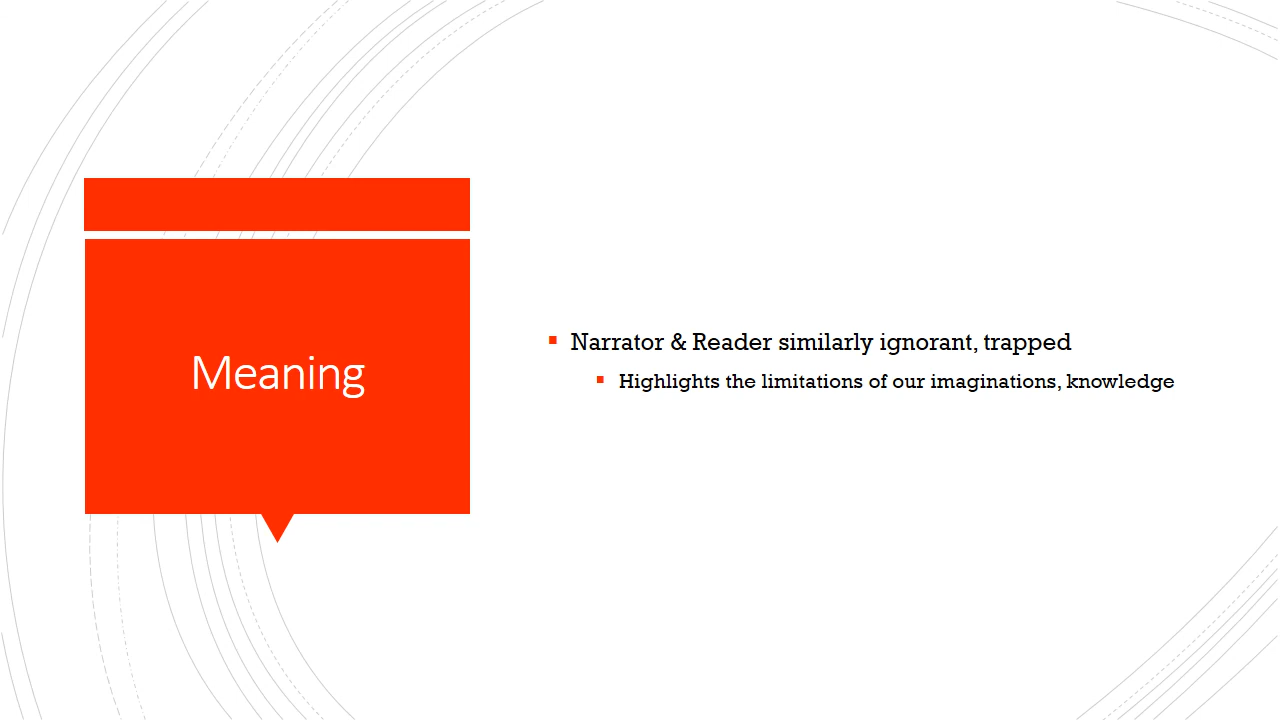 Meaning
Narrator & Reader similarly ignorant, trapped
Highlights the limitations of our imaginations, knowledge